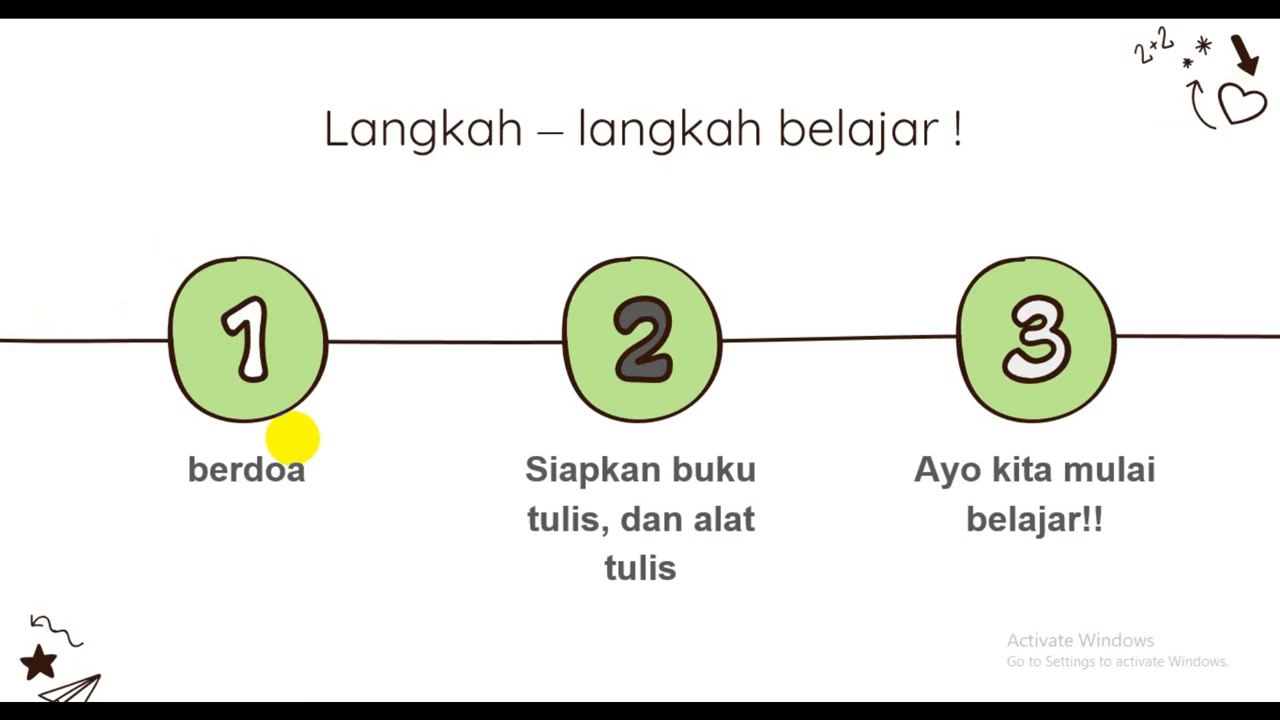 2+2
Langkah – langkah belajar !
1
2
3
berdoa
Siapkan buku
tulis, dan alat
tulis
Ayo kita mulai
belajar!!
Activate Windows
Go to Settings to activate Windows.